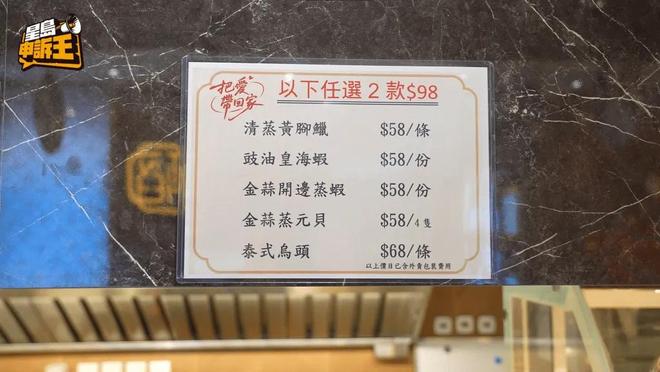 星島
申訴王
把愛
帶回家
以下任選2款$98
清蒸黃腳鱲 $58/條
豉油皇海蝦 $58/份
金蒜開邊蒸蝦 $58/份
金蒜蒸元貝 $58/4隻
泰式烏頭 $68/條
以上價目已含外賣包裝費用